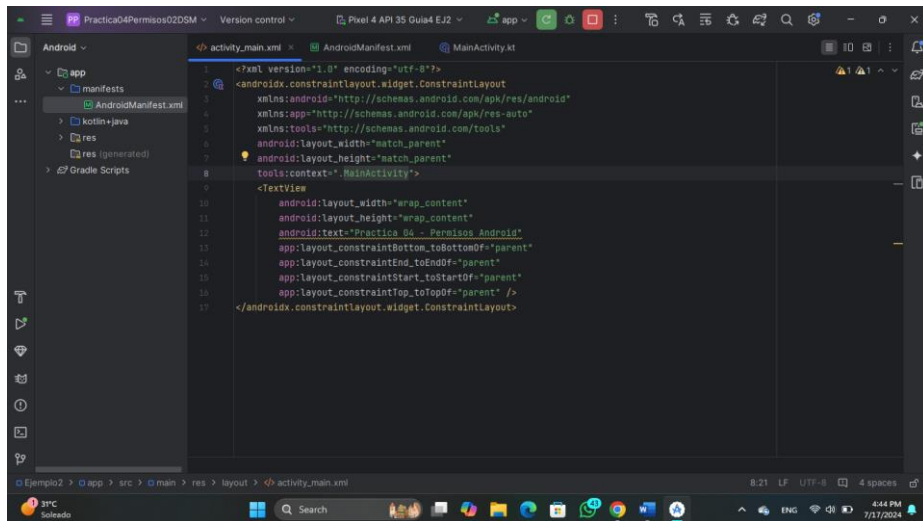 PP Practica04Permisos02DSM Version control Pixel 4 API 35 Guia4 EJ2 app
Android
activity_main.xml AndroidManifest.xml MainActivity.kt
app
manifests
AndroidManifest.xml
kotlin+java
res
res (generated)
Gradle Scripts
1 <?xml version="1.0" encoding="utf-8"?>
2 <androidx.constraintlayout.widget.ConstraintLayout
3 xmlns:android="http://schemas.android.com/apk/res/android"
4 xmlns:app="http://schemas.android.com/apk/res-auto"
5 xmlns:tools="http://schemas.android.com/tools"
6 android:layout_width="match_parent"
7 android:layout_height="match_parent"
8 tools:context=".MainActivity">
9 <TextView
10 android:layout_width="wrap_content"
11 android:layout_height="wrap_content"
12 android:text="Practica 04 - Permisos Android"
13 app:layout_constraintBottom_toBottomOf="parent"
14 app:layout_constraintEnd_toEndOf="parent"
15 app:layout_constraintStart_toStartOf="parent"
16 app:layout_constraintTop_toTopOf="parent" />
17 </androidx.constraintlayout.widget.ConstraintLayout>
1 1
Ejemplo2 > app > src > main > res > layout > activity_main.xml
8:21 LF UTF-8 4 spaces
1
31°C
Soleado
Search
ENG
4:44 PM
7/17/2024